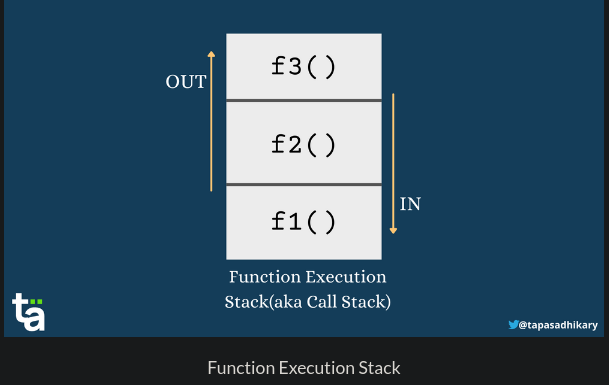 f3()
OUT
f2()
IN
f1()
Function Execution
Stack(aka Call Stack)
tä
@tapasadhikary
Function Execution Stack